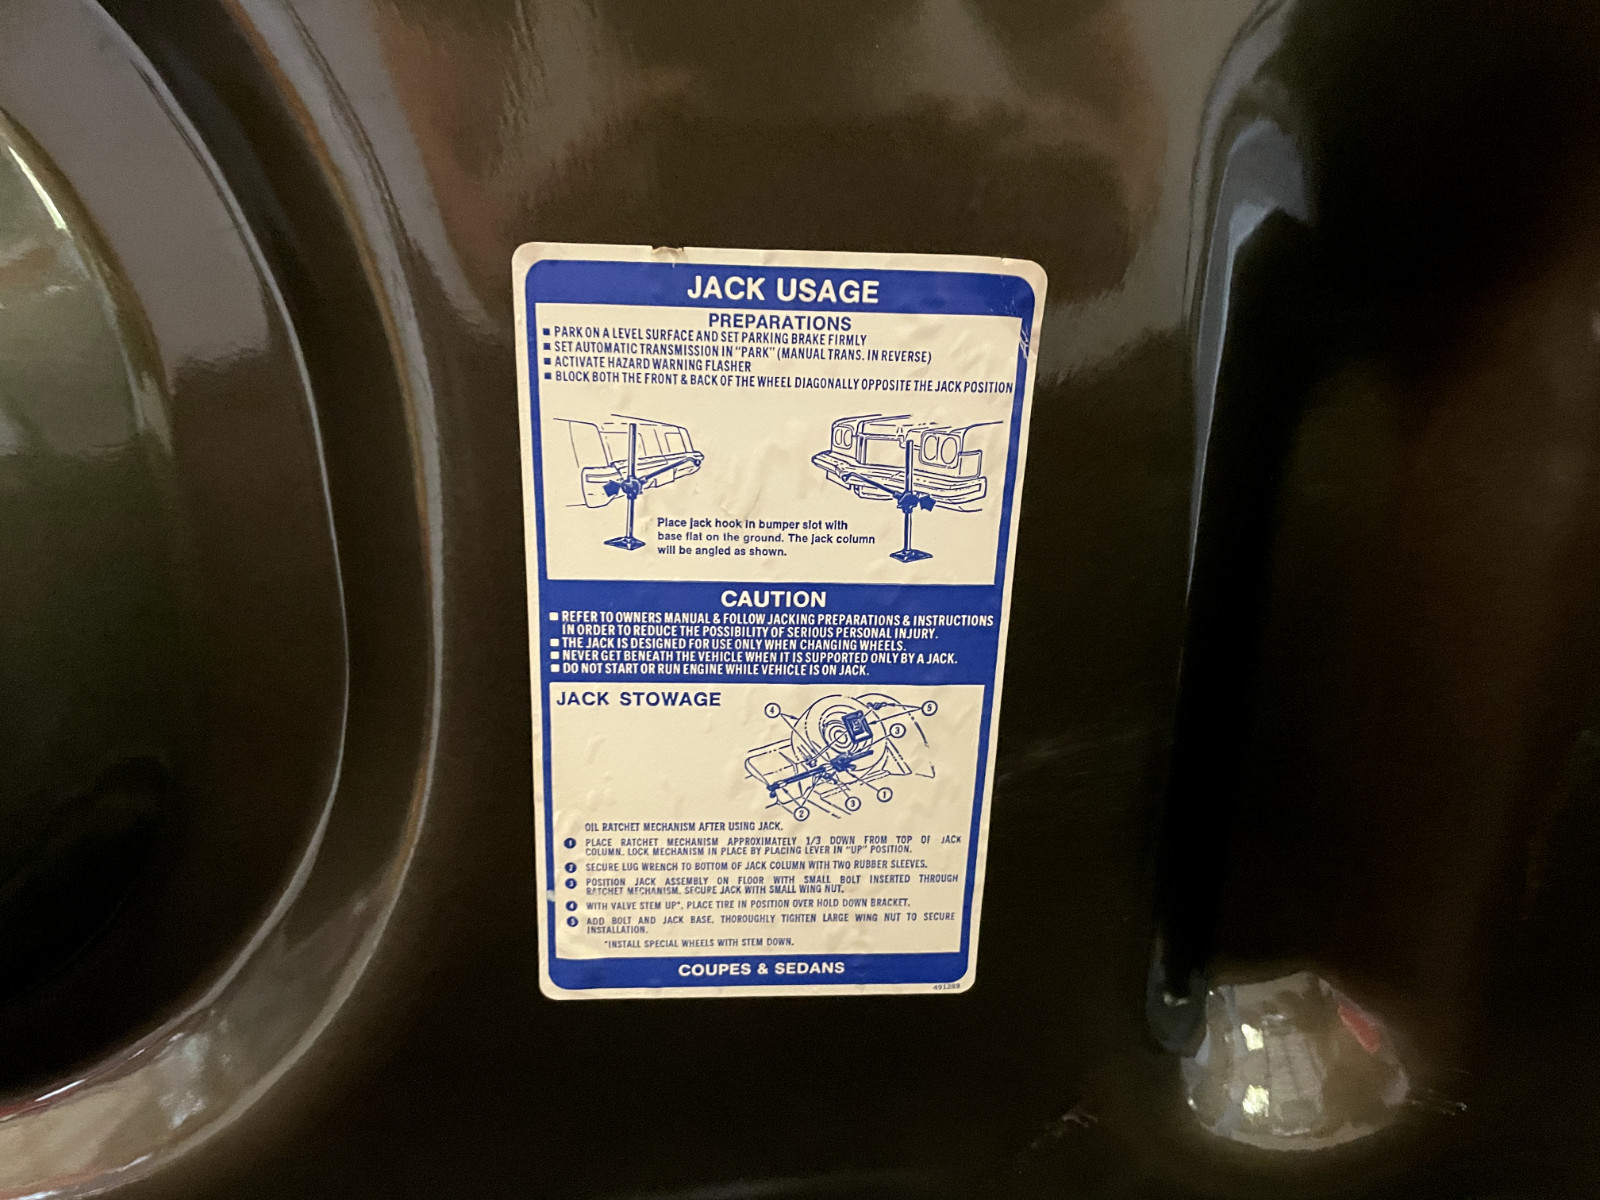 JACK USAGE
PREPARATIONS
■ PARK ON A LEVEL SURFACE AND SET PARKING BRAKE FIRMLY
■ SET AUTOMATIC TRANSMISSION IN "PARK" (MANUAL TRANS. IN REVERSE)
■ ACTIVATE HAZARD WARNING FLASHER
■ BLOCK BOTH THE FRONT & BACK OF THE WHEEL DIAGONALLY OPPOSITE THE JACK POSITION
Place jack hook in bumper slot with
base flat on the ground. The jack column
will be angled as shown.
CAUTION
■ REFER TO OWNERS MANUAL & FOLLOW JACKING PREPARATIONS & INSTRUCTIONS
IN ORDER TO REDUCE THE POSSIBILITY OF SERIOUS PERSONAL INJURY.
■ THE JACK IS DESIGNED FOR USE ONLY WHEN CHANGING WHEELS.
■ NEVER GET BENEATH THE VEHICLE WHEN IT IS SUPPORTED ONLY BY A JACK.
■ DO NOT START OR RUN ENGINE WHILE VEHICLE IS ON JACK.
JACK STOWAGE
4
5
3
1
3
2
OIL RATCHET MECHANISM AFTER USING JACK.
1 PLACE RATCHET MECHANISM APPROXIMATELY 1/3 DOWN FROM TOP OF JACK
COLUMN. LOCK MECHANISM IN PLACE BY PLACING LEVER IN "UP" POSITION.
2 SECURE LUG WRENCH TO BOTTOM OF JACK COLUMN WITH TWO RUBBER SLEEVES.
3 POSITION JACK ASSEMBLY ON FLOOR WITH SMALL BOLT INSERTED THROUGH
RATCHET MECHANISM. SECURE JACK WITH SMALL WING NUT.
4 WITH VALVE STEM UP*, PLACE TIRE IN POSITION OVER HOLD DOWN BRACKET.
5 ADD BOLT AND JACK BASE. THOROUGHLY TIGHTEN LARGE WING NUT TO SECURE
INSTALLATION.
*INSTALL SPECIAL WHEELS WITH STEM DOWN.
COUPES & SEDANS